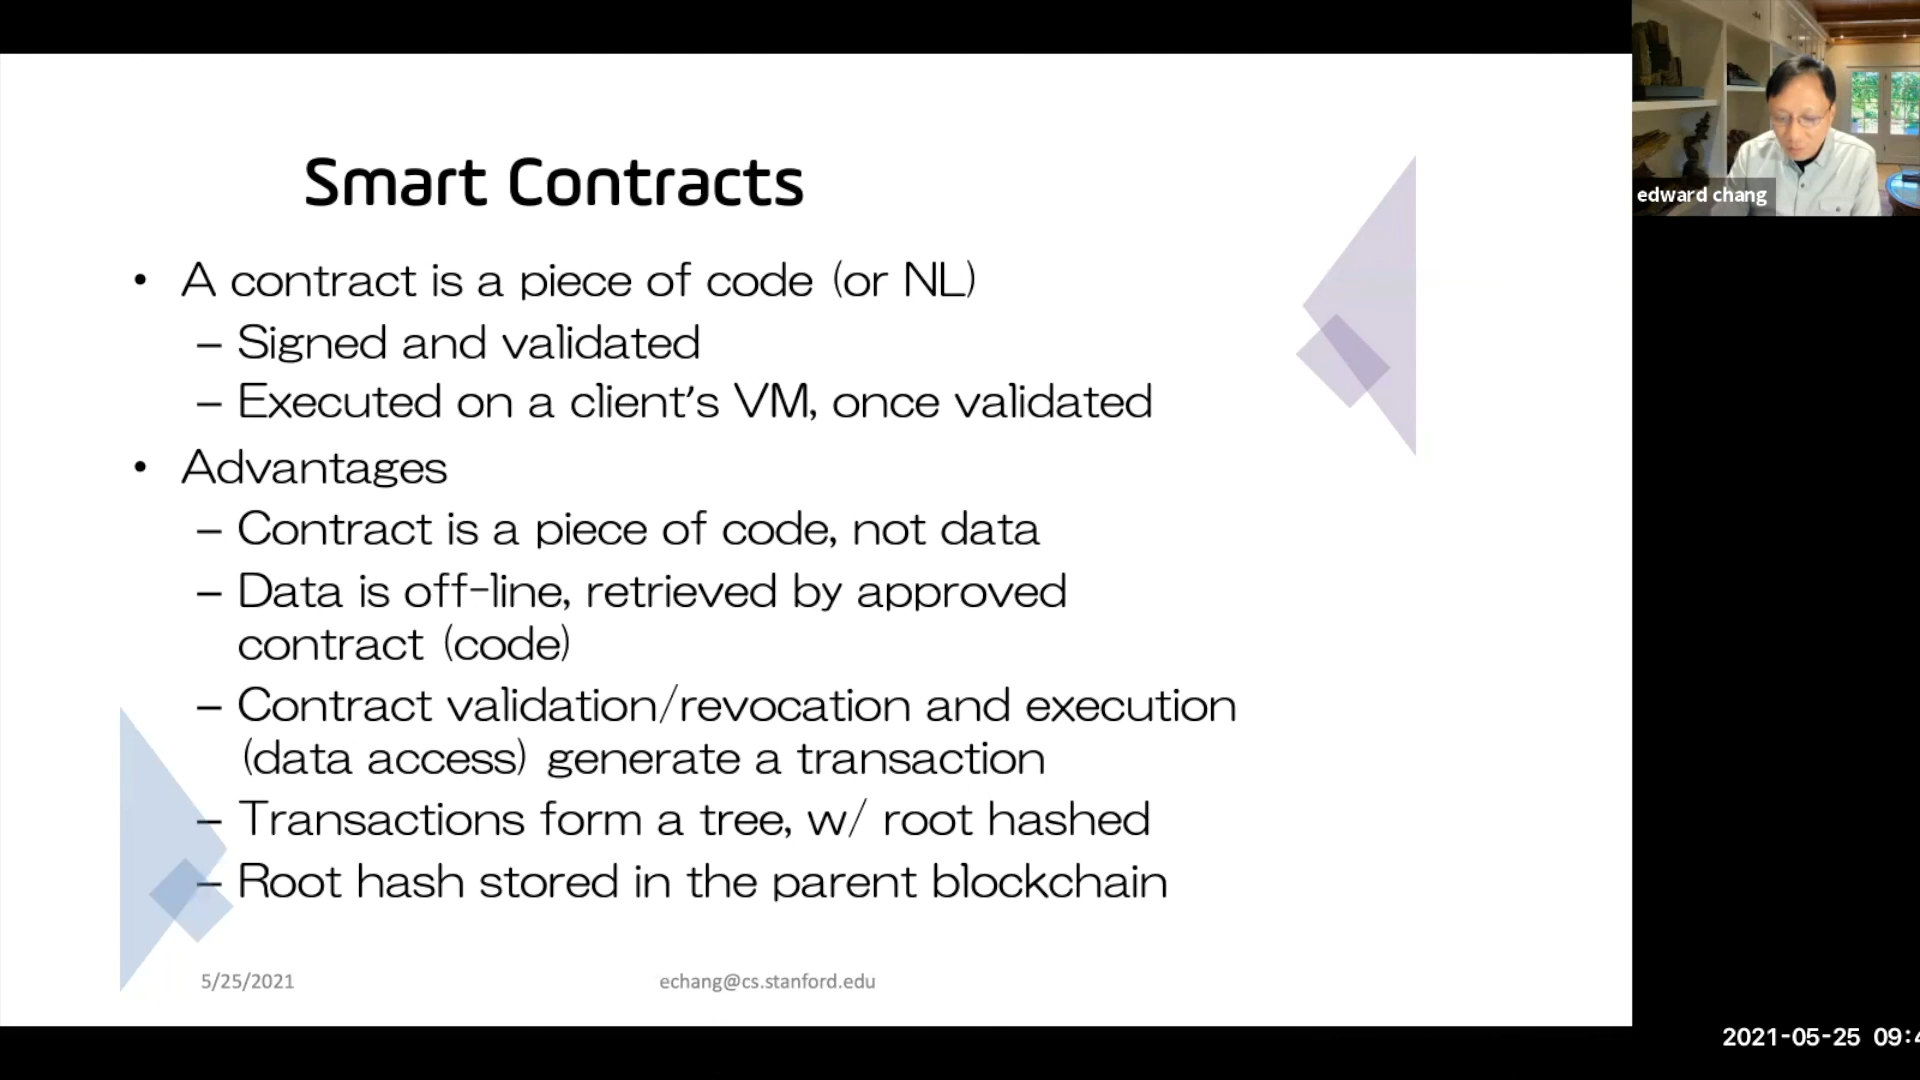 Smart Contracts
• A contract is a piece of code (or NL)
– Signed and validated
– Executed on a client's VM, once validated
• Advantages
– Contract is a piece of code, not data
– Data is off-line, retrieved by approved
contract (code)
– Contract validation/revocation and execution
(data access) generate a transaction
– Transactions form a tree, w/ root hashed
– Root hash stored in the parent blockchain
5/25/2021
echang@cs.stanford.edu
edward chang
2021-05-25 09:4